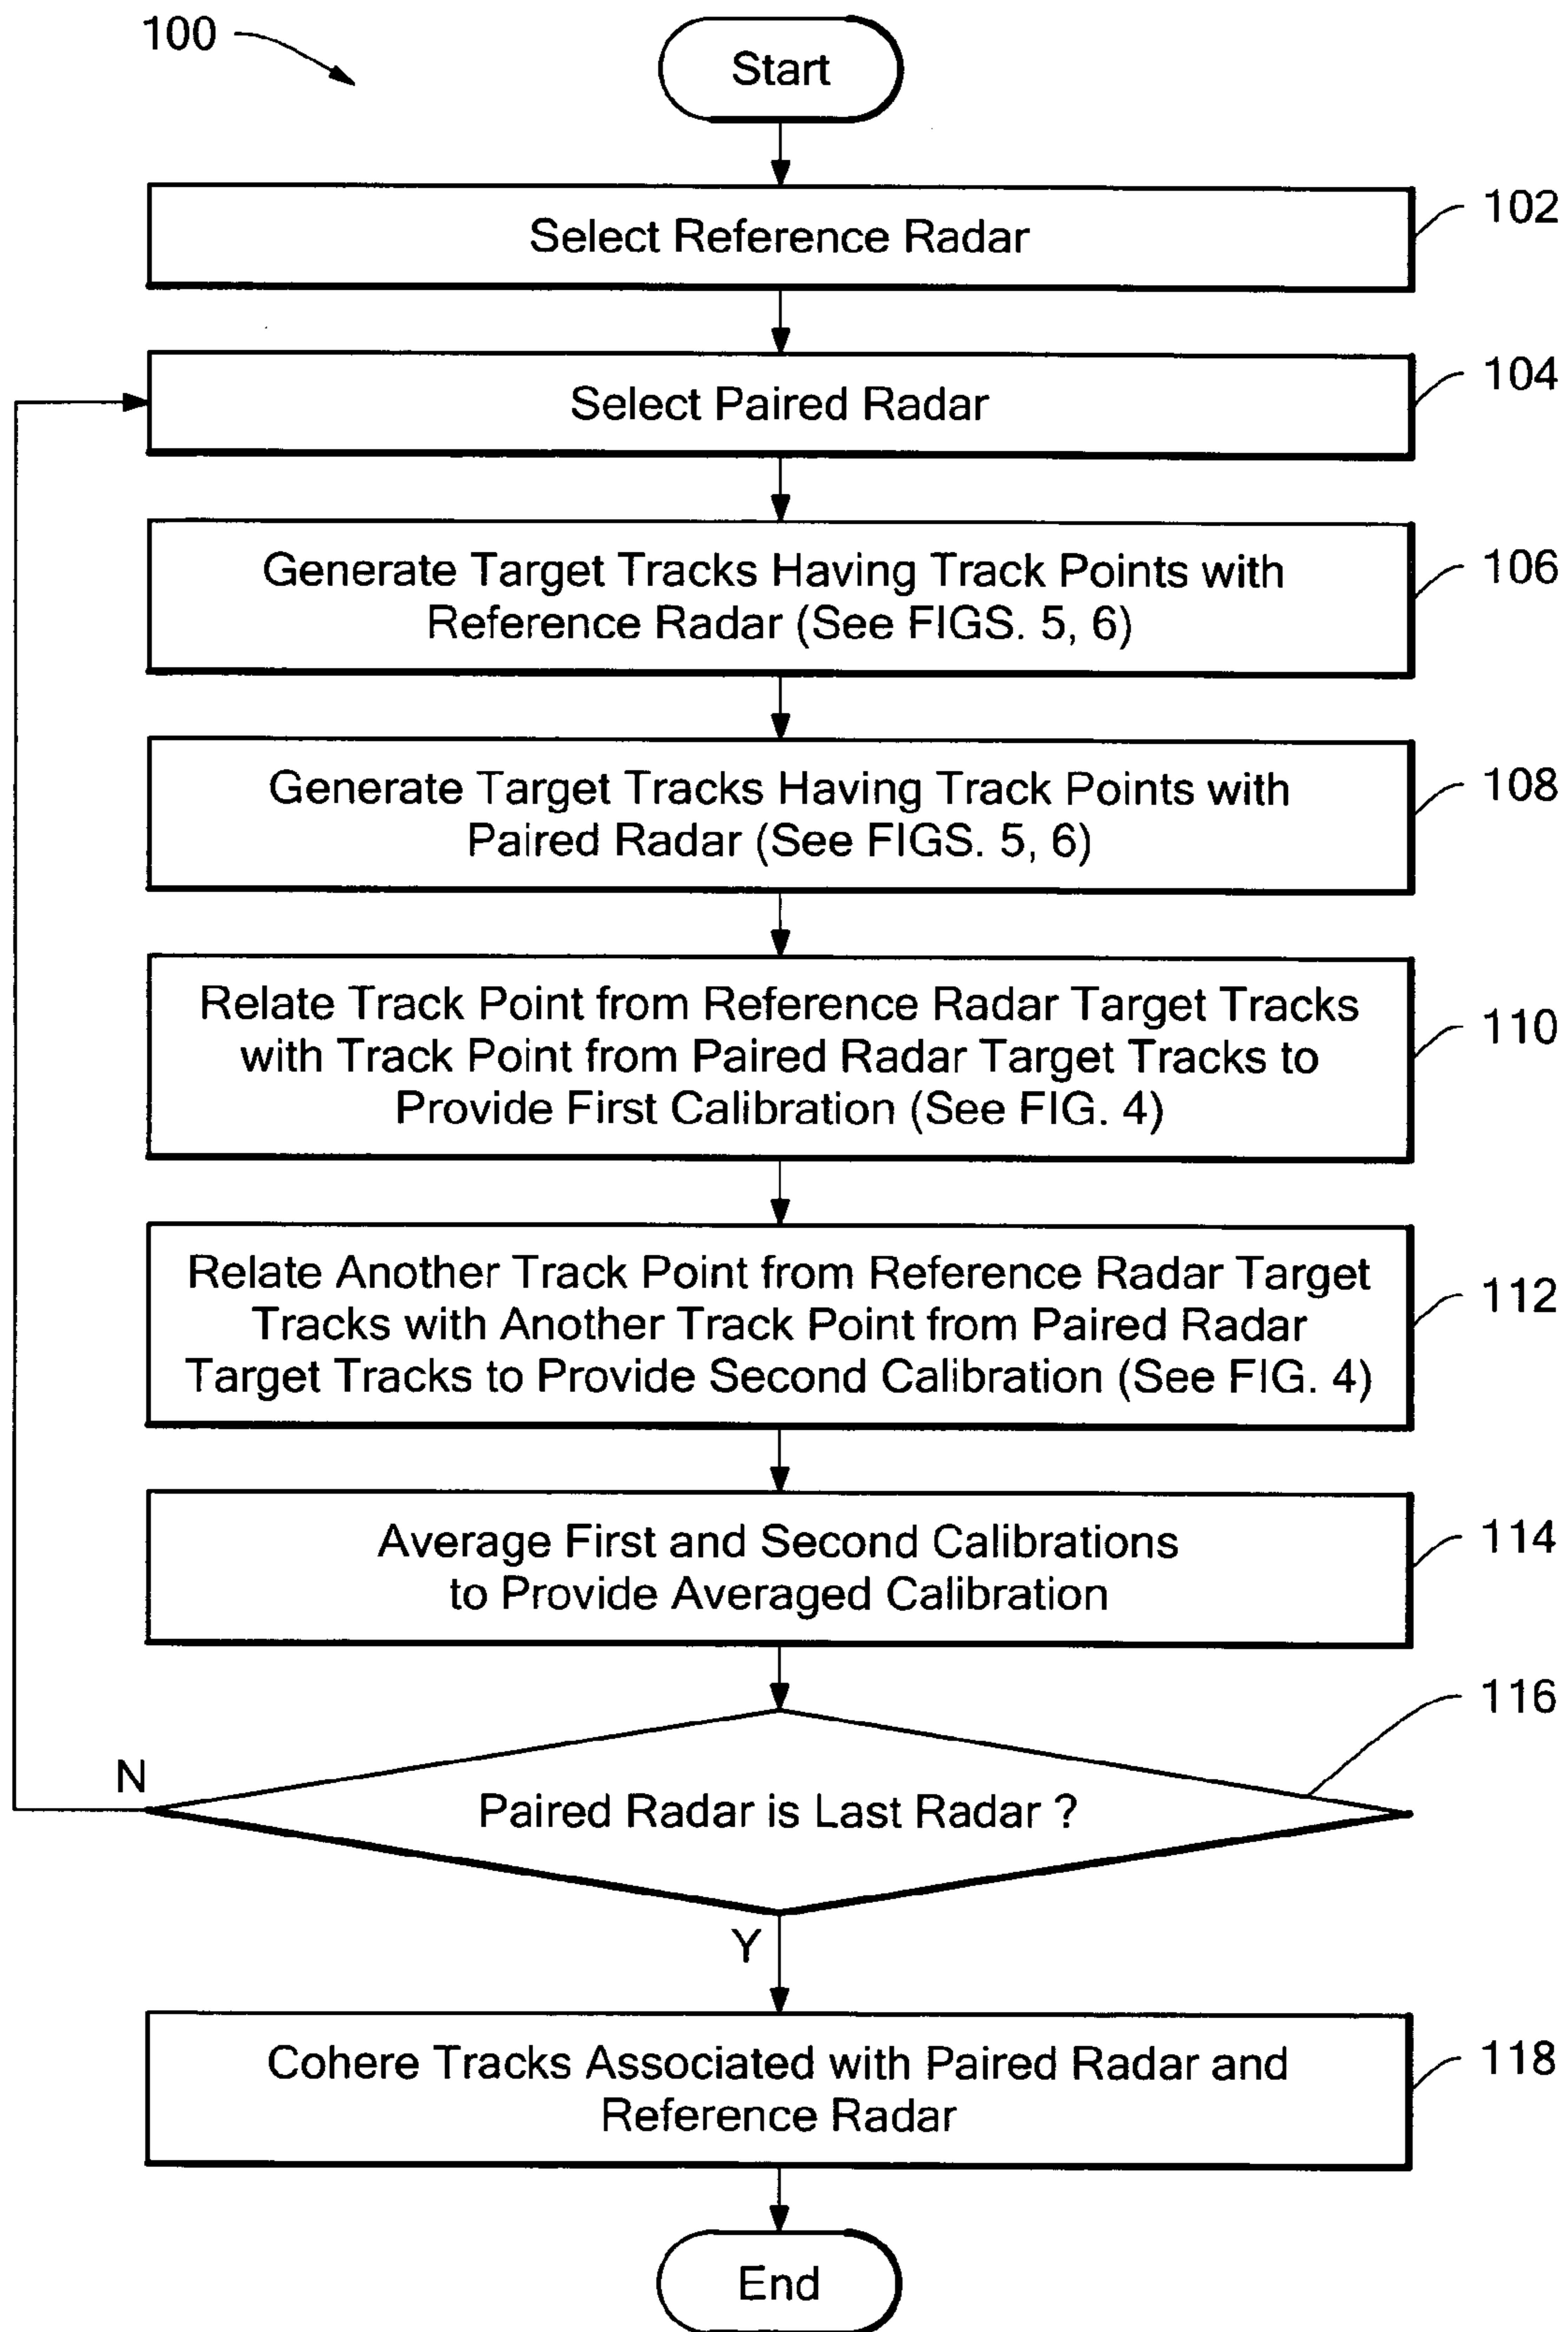 100
Start
Select Reference Radar
102
Select Paired Radar
104
Generate Target Tracks Having Track Points with
Reference Radar (See FIGS. 5, 6)
106
Generate Target Tracks Having Track Points with
Paired Radar (See FIGS. 5, 6)
108
Relate Track Point from Reference Radar Target Tracks
with Track Point from Paired Radar Target Tracks to
Provide First Calibration (See FIG. 4)
110
Relate Another Track Point from Reference Radar Target
Tracks with Another Track Point from Paired Radar
Target Tracks to Provide Second Calibration (See FIG. 4)
112
Average First and Second Calibrations
to Provide Averaged Calibration
114
116
N
Paired Radar is Last Radar ?
Y
Cohere Tracks Associated with Paired Radar and
Reference Radar
118
End